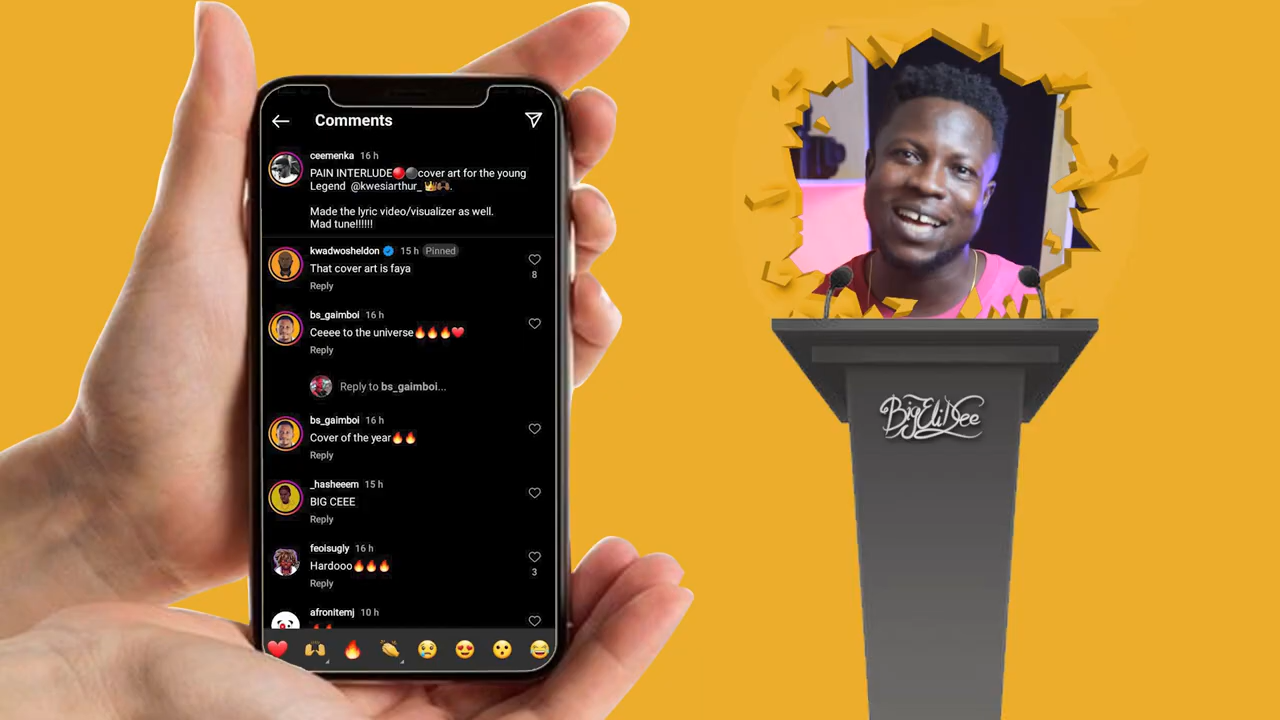 Comments
ceemenka 16 h
PAIN INTERLUDE🔴⚫cover art for the young
Legend @kwesiarthur_ 👑🙌🏾.
Made the lyric video/visualizer as well.
Mad tune!!!!!!
kwadwosheldon 15 h Pinned
That cover art is faya
8
Reply
bs_gaimboi 16 h
Ceeee to the universe🔥🔥🔥❤️
Reply
Reply to bs_gaimboi...
bs_gaimboi 16 h
Cover of the year🔥🔥
Reply
_hasheeem 15 h
BIG CEEE
Reply
feoisugly 16 h
Hardooo🔥🔥🔥
3
Reply
afronitemj 10 h
BigEliDee